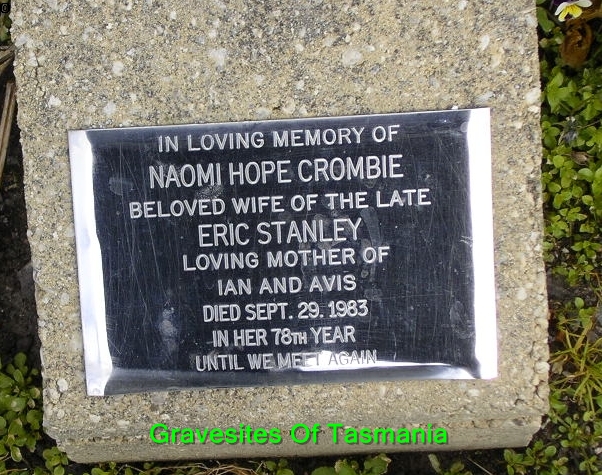 IN LOVING MEMORY OF
NAOMI HOPE CROMBIE
BELOVED WIFE OF THE LATE
ERIC STANLEY
LOVING MOTHER OF
IAN AND AVIS
DIED SEPT. 29. 1983
IN HER 78TH YEAR
UNTIL WE MEET AGAIN
Gravesites Of Tasmania